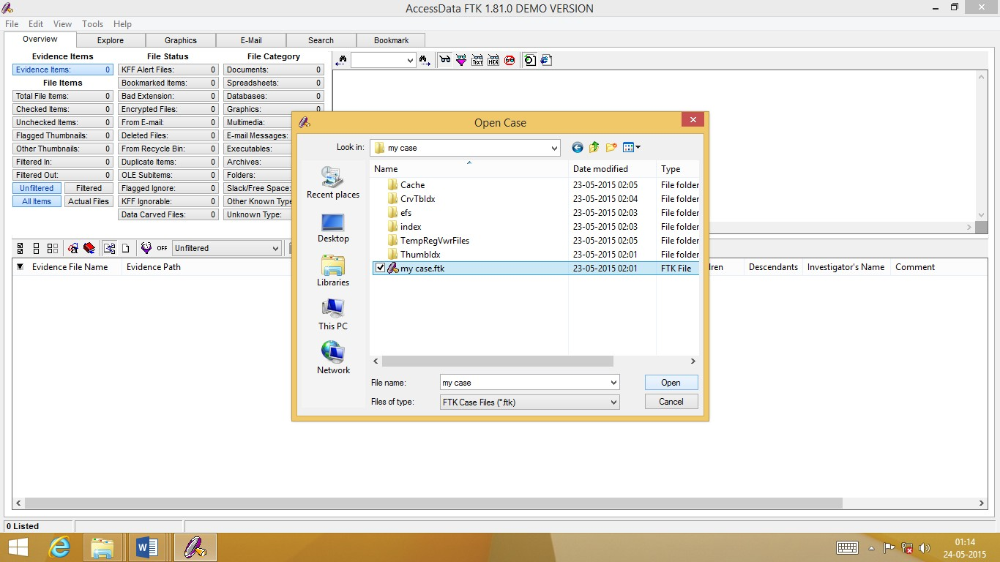 AccessData FTK 1.81.0 DEMO VERSION
File Edit View Tools Help
Overview Explore Graphics E-Mail Search Bookmark
Evidence Items File Status File Category
Evidence Items: 0 KFF Alert Files: 0 Documents: 0
File Items Bookmarked Items: 0 Spreadsheets: 0
Total File Items: 0 Bad Extension: 0 Databases: 0
Checked Items: 0 Encrypted Files: 0 Graphics: 0
Unchecked Items: 0 From E-mail: 0 Multimedia:
Flagged Thumbnails: 0 Deleted Files: 0 E-mail Messages:
Other Thumbnails: 0 From Recycle Bin: 0 Executables:
Filtered In: 0 Duplicate Items: 0 Archives:
Filtered Out: 0 OLE Subitems: 0 Folders:
Unfiltered Filtered Flagged Ignore: 0 Slack/Free Space:
All Items Actual Files KFF Ignorable: 0 Other Known Type
Data Carved Files: 0 Unknown Type:
TEXT HEX
OFF Unfiltered
Evidence File Name Evidence Path dren Descendants Investigator's Name Comment
Open Case
Look in: my case
Name Date modified Type
Cache 23-05-2015 02:05 File folder
CrvTbIdx 23-05-2015 02:04 File folder
efs 23-05-2015 02:03 File folder
index 23-05-2015 02:03 File folder
TempRegVwrFiles 23-05-2015 02:05 File folder
ThumbIdx 23-05-2015 02:01 File folder
my case.ftk 23-05-2015 02:01 FTK File
Recent places
Desktop
Libraries
This PC
Network
File name: my case Open
Files of type: FTK Case Files (*.ftk) Cancel
0 Listed
01:14
24-05-2015